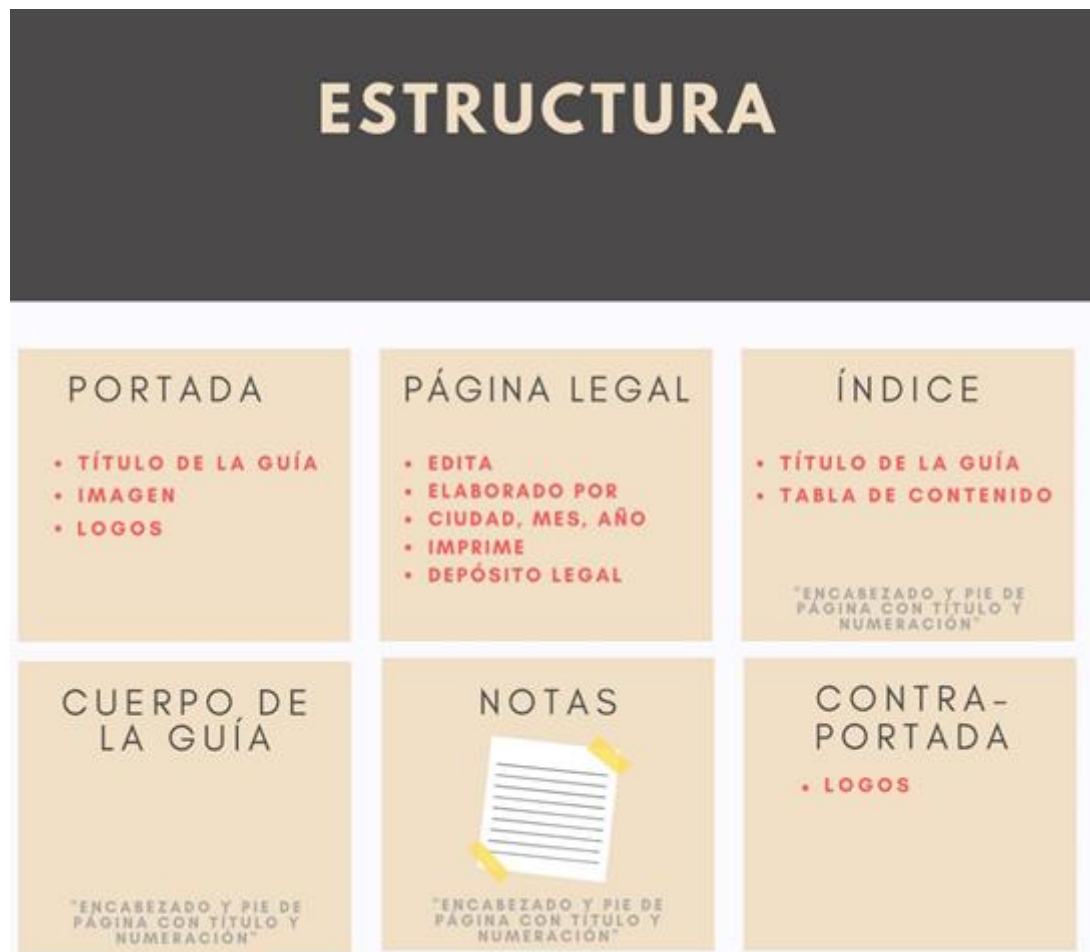 ESTRUCTURA
PORTADA
• TÍTULO DE LA GUÍA
• IMAGEN
• LOGOS
PÁGINA LEGAL
• EDITA
• ELABORADO POR
• CIUDAD, MES, AÑO
• IMPRIME
• DEPÓSITO LEGAL
ÍNDICE
• TÍTULO DE LA GUÍA
• TABLA DE CONTENIDO
"ENCABEZADO Y PIE DE
PÁGINA CON TÍTULO Y
NUMERACIÓN"
CUERPO DE
LA GUÍA
"ENCABEZADO Y PIE DE
PÁGINA CON TÍTULO Y
NUMERACIÓN"
NOTAS
"ENCABEZADO Y PIE DE
PÁGINA CON TÍTULO Y
NUMERACIÓN"
CONTRA-
PORTADA
• LOGOS